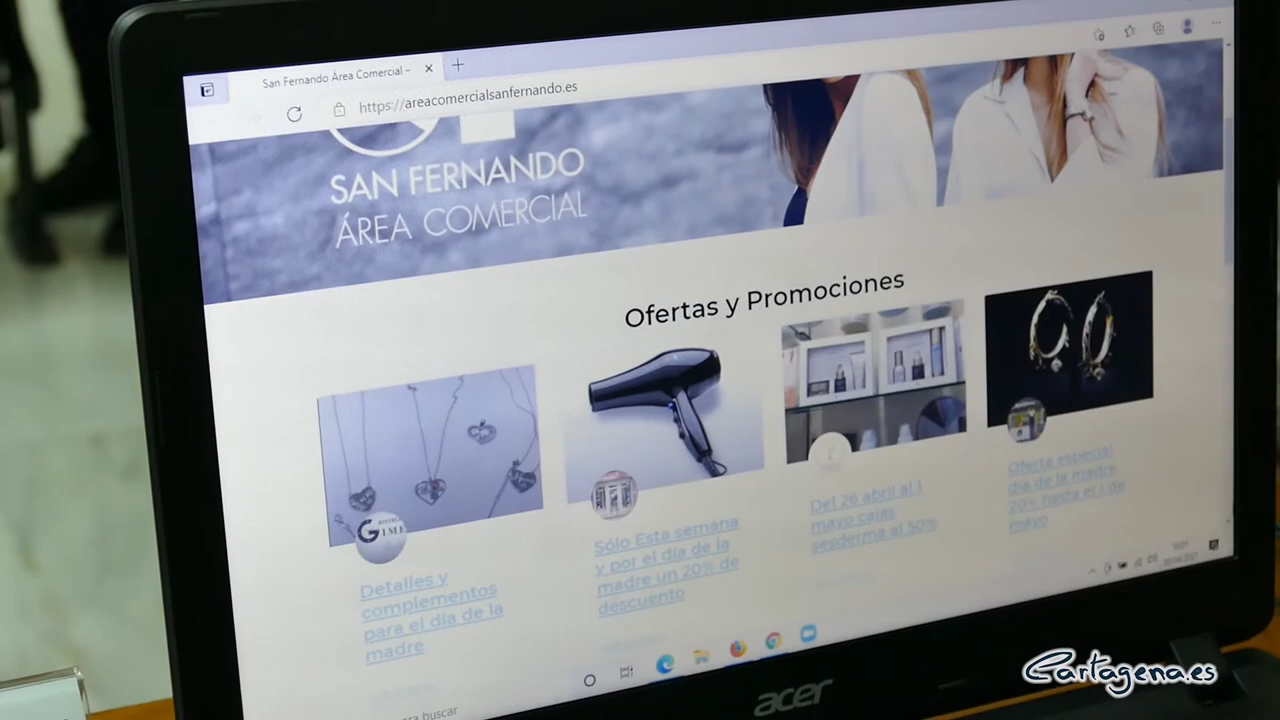 San Fernando Área Comercial –
https://areacomercialsanfernando.es
SAN FERNANDO
ÁREA COMERCIAL
Ofertas y Promociones
GIME
Detalles y
complementos
para el día de la
madre
Sólo Esta semana
y por el día de la
madre un 20% de
descuento
Del 26 abril al 1
mayo cajas
sesderma al 50%
Oferta especial
día de la madre
20% hasta el 1 de
mayo
para buscar
acer
Cartagena.es